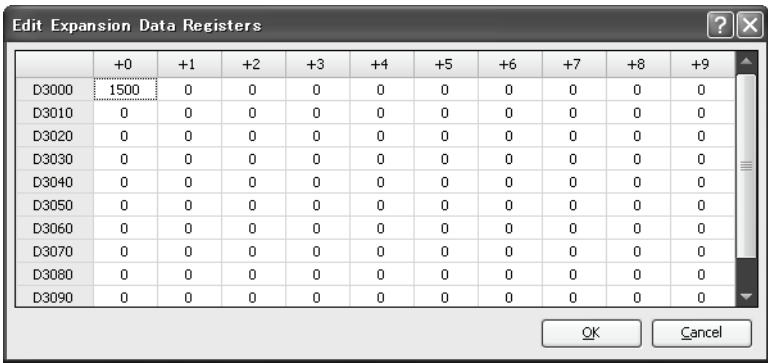 Edit Expansion Data Registers
+0 +1 +2 +3 +4 +5 +6 +7 +8 +9
D3000 1500 0 0 0 0 0 0 0 0 0
D3010 0 0 0 0 0 0 0 0 0 0
D3020 0 0 0 0 0 0 0 0 0 0
D3030 0 0 0 0 0 0 0 0 0 0
D3040 0 0 0 0 0 0 0 0 0 0
D3050 0 0 0 0 0 0 0 0 0 0
D3060 0 0 0 0 0 0 0 0 0 0
D3070 0 0 0 0 0 0 0 0 0 0
D3080 0 0 0 0 0 0 0 0 0 0
D3090 0 0 0 0 0 0 0 0 0 0
OK Cancel